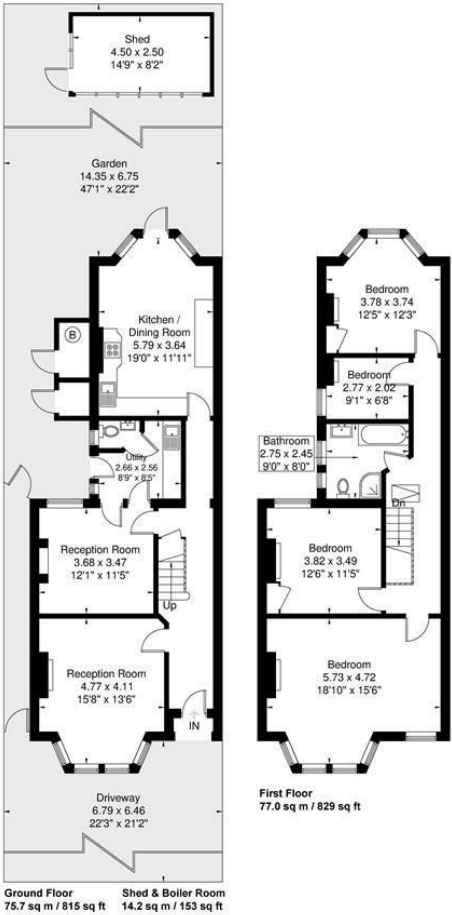 Shed
4.50 x 2.50
14'9" x 8'2"
Garden
14.35 x 6.75
47'1" x 22'2"
Kitchen /
Dining Room
5.79 x 3.64
19'0" x 11'11"
B
Utility
2.66 x 2.56
8'9" x 8'5"
Reception Room
3.68 x 3.47
12'1" x 11'5"
Up
Reception Room
4.77 x 4.11
15'8" x 13'6"
IN
Driveway
6.79 x 6.46
22'3" x 21'2"
Ground Floor
75.7 sq m / 815 sq ft
Shed & Boiler Room
14.2 sq m / 153 sq ft
Bedroom
3.78 x 3.74
12'5" x 12'3"
Bedroom
2.77 x 2.02
9'1" x 6'8"
Bathroom
2.75 x 2.45
9'0" x 8'0"
Dn
Bedroom
3.82 x 3.49
12'6" x 11'5"
Bedroom
5.73 x 4.72
18'10" x 15'6"
First Floor
77.0 sq m / 829 sq ft